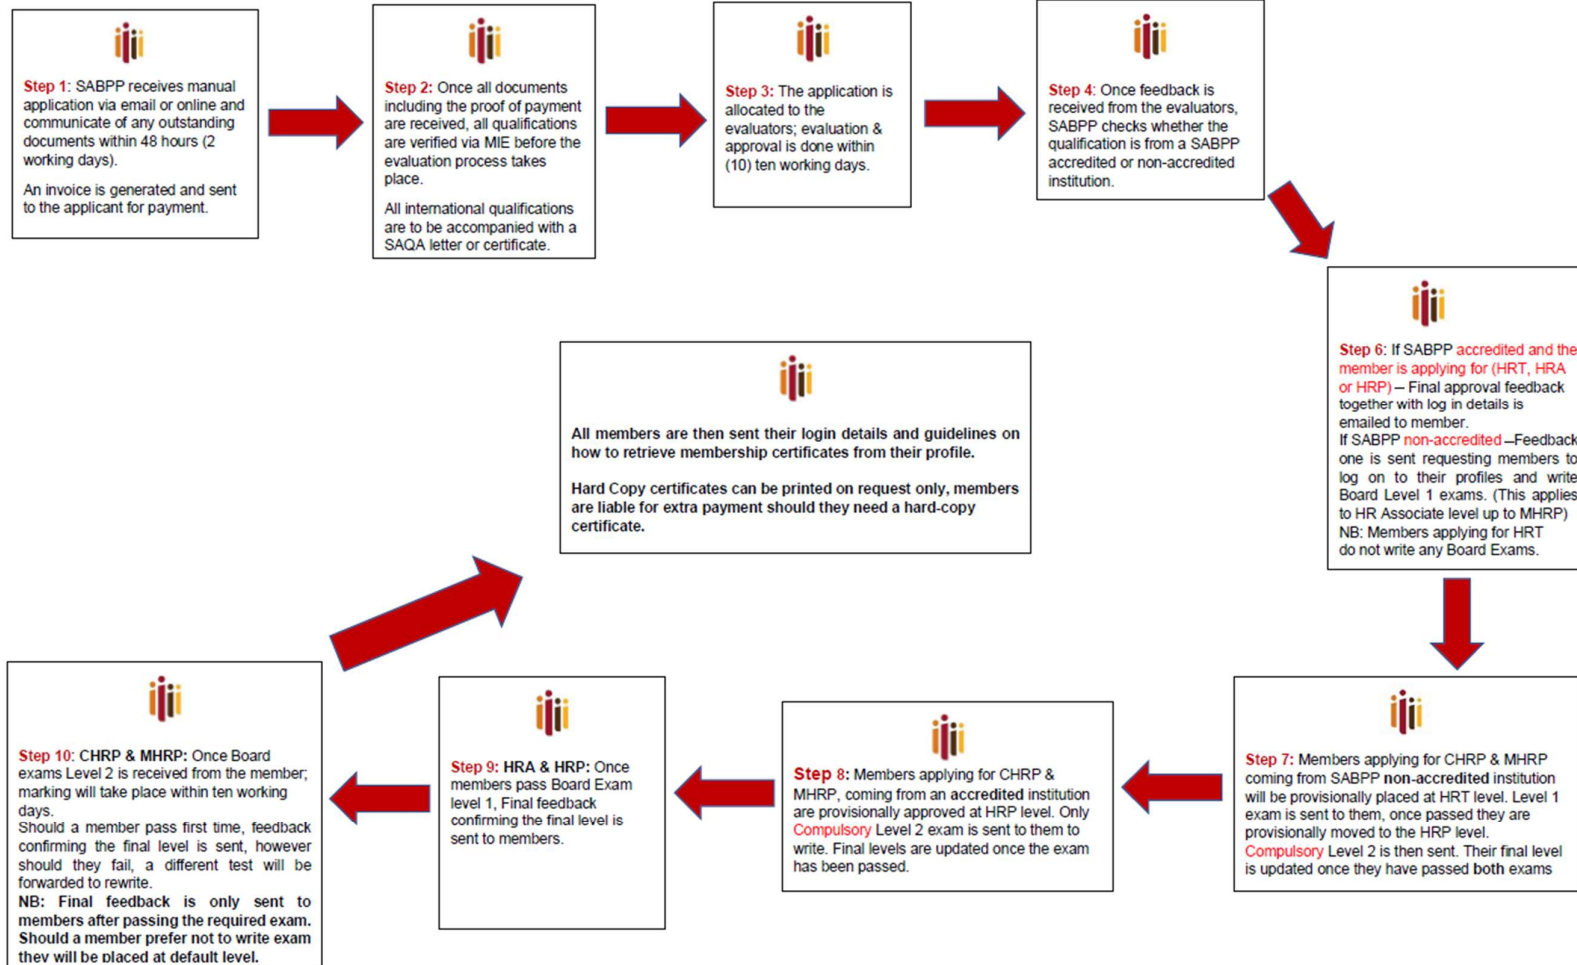 Step 1: SABPP receives manual
application via email or online and
communicate of any outstanding
documents within 48 hours (2
working days).
An invoice is generated and sent
to the applicant for payment.
Step 2: Once all documents
including the proof of payment
are received, all qualifications
are verified via MIE before the
evaluation process takes
place.
All international qualifications
are to be accompanied with a
SAQA letter or certificate.
Step 3: The application is
allocated to the
evaluators; evaluation &
approval is done within
(10) ten working days.
Step 4: Once feedback is
received from the evaluators,
SABPP checks whether the
qualification is from a SABPP
accredited or non-accredited
institution.
Step 6: If SABPP accredited and the
member is applying for (HRT, HRA
or HRP) – Final approval feedback
together with log in details is
emailed to member.
If SABPP non-accredited –Feedback
one is sent requesting members to
log on to their profiles and write
Board Level 1 exams. (This applies
to HR Associate level up to MHRP)
NB: Members applying for HRT
do not write any Board Exams.
Step 7: Members applying for CHRP & MHRP
coming from SABPP non-accredited institution
will be provisionally placed at HRT level. Level 1
exam is sent to them, once passed they are
provisionally moved to the HRP level.
Compulsory Level 2 is then sent. Their final level
is updated once they have passed both exams
Step 8: Members applying for CHRP &
MHRP, coming from an accredited institution
are provisionally approved at HRP level. Only
Compulsory Level 2 exam is sent to them to
write. Final levels are updated once the exam
has been passed.
Step 9: HRA & HRP: Once
members pass Board Exam
level 1, Final feedback
confirming the final level is
sent to members.
Step 10: CHRP & MHRP: Once Board
exams Level 2 is received from the member;
marking will take place within ten working
days.
Should a member pass first time, feedback
confirming the final level is sent, however
should they fail, a different test will be
forwarded to rewrite.
NB: Final feedback is only sent to
members after passing the required exam.
Should a member prefer not to write exam
they will be placed at default level.
All members are then sent their login details and guidelines on
how to retrieve membership certificates from their profile.
Hard Copy certificates can be printed on request only, members
are liable for extra payment should they need a hard-copy
certificate.